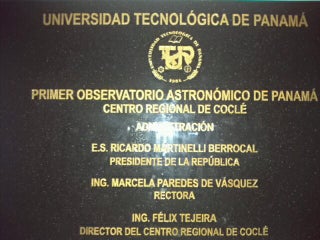 UNIVERSIDAD TECNOLÓGICA DE PANAMÁ
PRIMER OBSERVATORIO ASTRONÓMICO DE PANAMÁ
CENTRO REGIONAL DE COCLÉ
ADMINISTRACIÓN
E.S. RICARDO MARTINELLI BERROCAL
PRESIDENTE DE LA REPÚBLICA
ING. MARCELA PAREDES DE VÁSQUEZ
RECTORA
ING. FÉLIX TEJEIRA
DIRECTOR DEL CENTRO REGIONAL DE COCLÉ